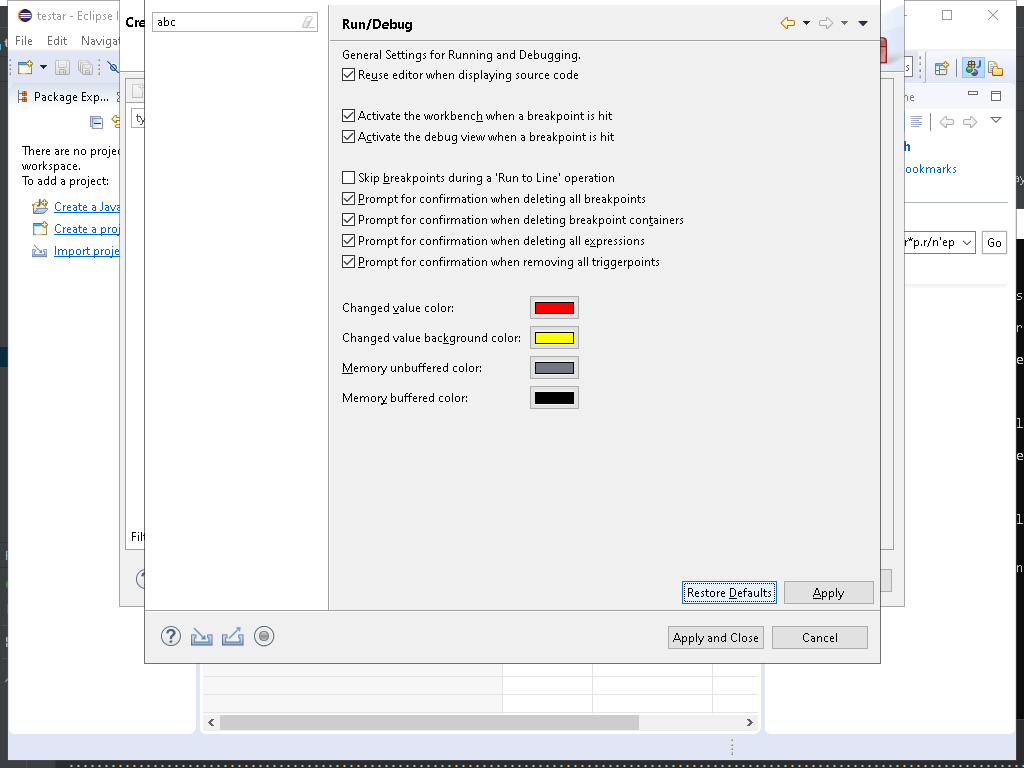 testar - Eclipse I
File Edit Navigat
Package Exp...
There are no proje
workspace.
To add a project:
Create a Java
Create a proj
Import proje
Cre
ty
Filt
abc
Run/Debug
General Settings for Running and Debugging.
Reuse editor when displaying source code
Activate the workbench when a breakpoint is hit
Activate the debug view when a breakpoint is hit
Skip breakpoints during a 'Run to Line' operation
Prompt for confirmation when deleting all breakpoints
Prompt for confirmation when deleting breakpoint containers
Prompt for confirmation when deleting all expressions
Prompt for confirmation when removing all triggerpoints
Changed value color:
Changed value background color:
Memory unbuffered color:
Memory buffered color:
Restore Defaults
Apply
Apply and Close
Cancel
ne
h
ookmarks
r*p.r/n'ep
Go